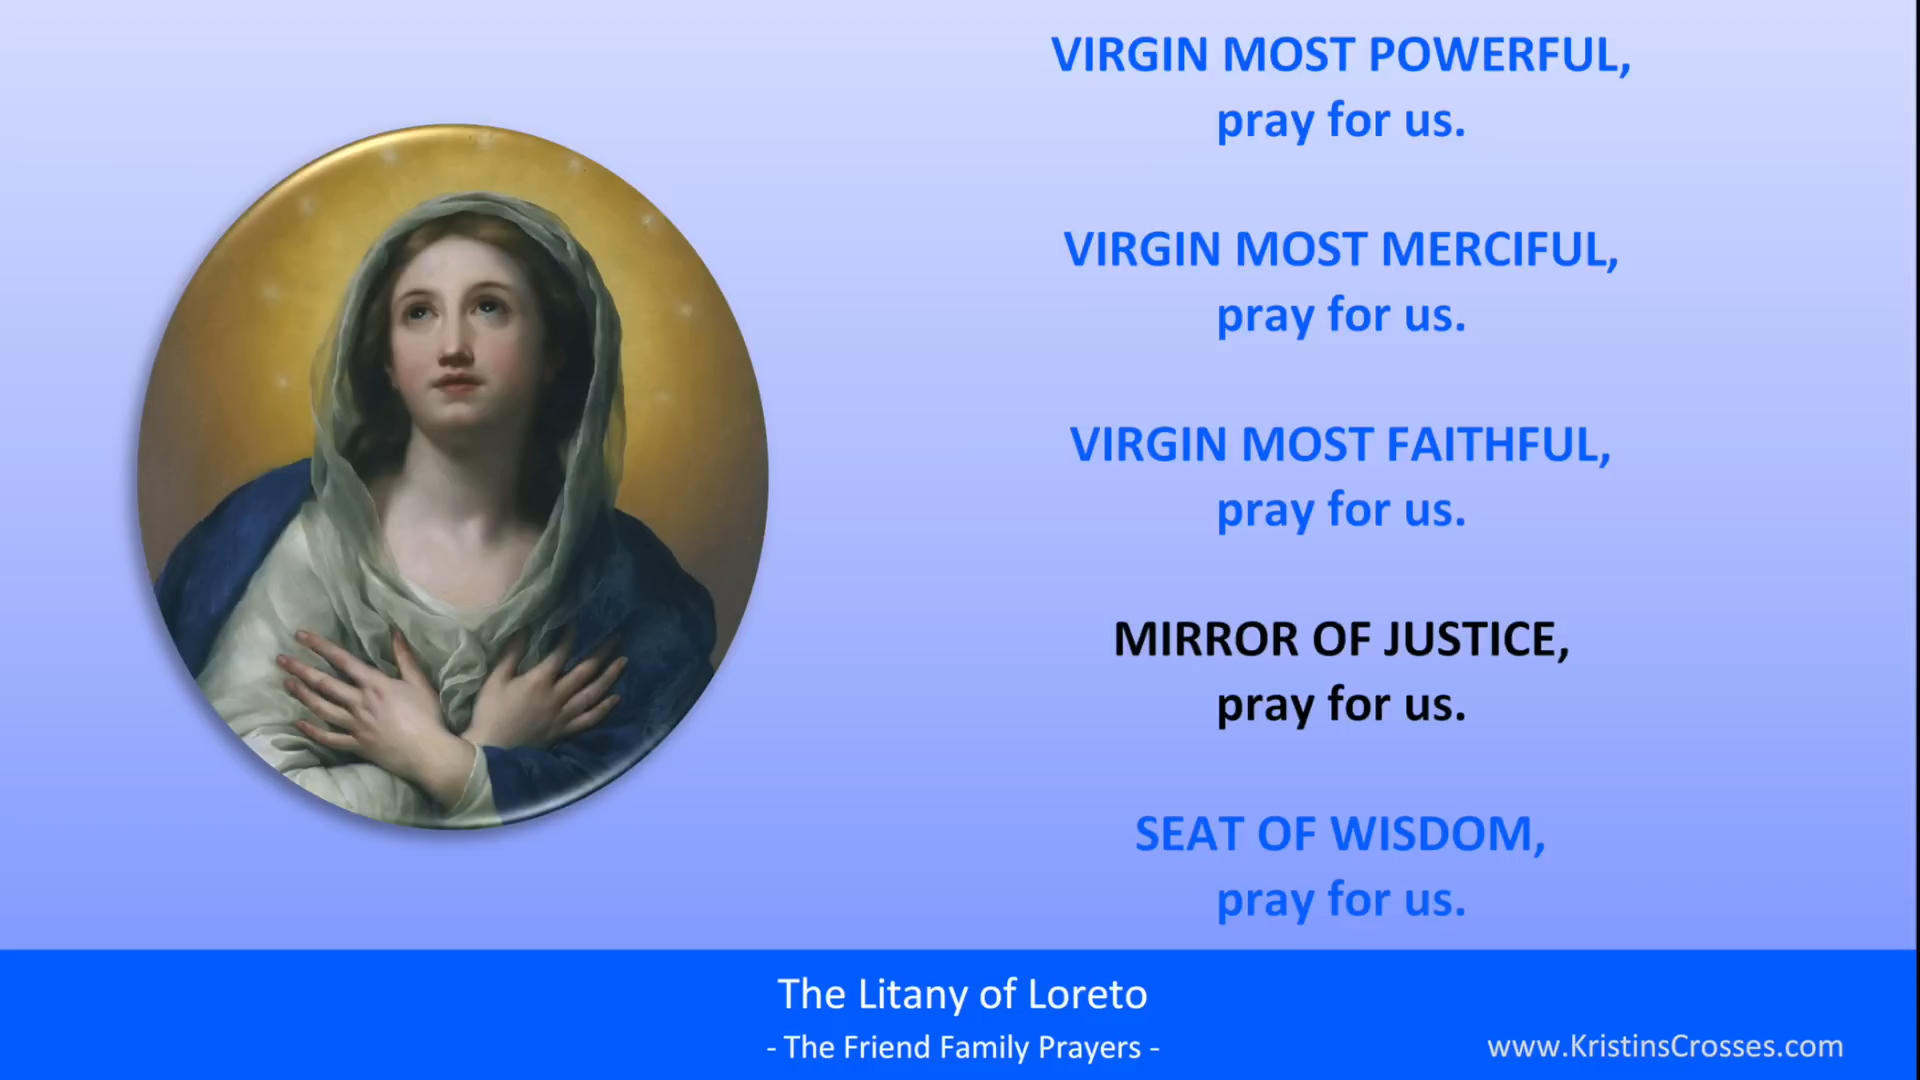 VIRGIN MOST POWERFUL,
pray for us.
VIRGIN MOST MERCIFUL,
pray for us.
VIRGIN MOST FAITHFUL,
pray for us.
MIRROR OF JUSTICE,
pray for us.
SEAT OF WISDOM,
pray for us.
The Litany of Loreto
- The Friend Family Prayers -
www.KristinsCrosses.com